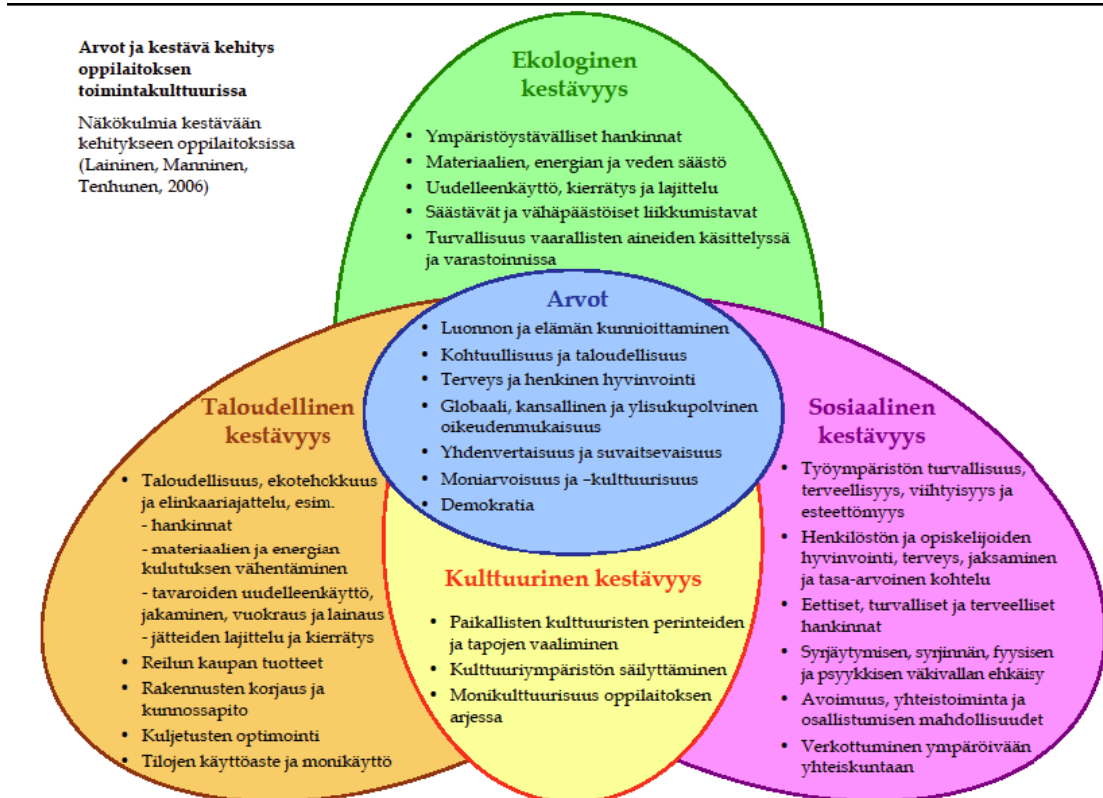 Arvot ja kestävä kehitys
oppilaitoksen
toimintakulttuurissa
Näkökulmia kestävään
kehitykseen oppilaitoksissa
(Laininen, Manninen,
Tenhunen, 2006)
Ekologinen
kestävyys
• Ympäristöystävälliset hankinnat
• Materiaalien, energian ja veden säästö
• Uudelleenkäyttö, kierrätys ja lajittelu
• Säästävät ja vähäpäästöiset liikkumistavat
• Turvallisuus vaarallisten aineiden käsittelyssä
ja varastoinnissa
Arvot
• Luonnon ja elämän kunnioittaminen
• Kohtuullisuus ja taloudellisuus
• Terveys ja henkinen hyvinvointi
• Globaali, kansallinen ja ylisukupolvinen
oikeudenmukaisuus
• Yhdenvertaisuus ja suvaitsevaisuus
• Moniarvoisuus ja –kulttuurisuus
• Demokratia
Taloudellinen
kestävyys
• Taloudellisuus, ekotehokkuus
ja elinkaariajattelu, esim.
- hankinnat
- materiaalien ja energian
kulutuksen vähentäminen
- tavaroiden uudelleenkäyttö,
jakaminen, vuokraus ja lainaus
- jätteiden lajittelu ja kierrätys
• Reilun kaupan tuotteet
• Rakennusten korjaus ja
kunnossapito
• Kuljetusten optimointi
• Tilojen käyttöaste ja monikäyttö
Kulttuurinen kestävyys
• Paikallisten kulttuuristen perinteiden
ja tapojen vaaliminen
• Kulttuuriympäristön säilyttäminen
• Monikulttuurisuus oppilaitoksen
arjessa
Sosiaalinen
kestävyys
• Työympäristön turvallisuus,
terveellisyys, viihtyisyys ja
esteettömyys
• Henkilöstön ja opiskelijoiden
hyvinvointi, terveys, jaksaminen
ja tasa-arvoinen kohtelu
• Eettiset, turvalliset ja terveelliset
hankinnat
• Syrjäytymisen, syrjinnän, fyysisen
ja psyykkisen väkivallan ehkäisy
• Avoimuus, yhteistoiminta ja
osallistumisen mahdollisuudet
• Verkottuminen ympäröivään
yhteiskuntaan